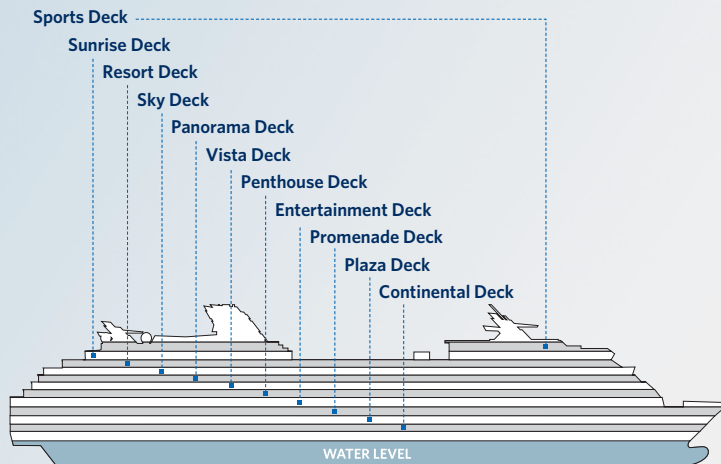 Sports Deck
Sunrise Deck
Resort Deck
Sky Deck
Panorama Deck
Vista Deck
Penthouse Deck
Entertainment Deck
Promenade Deck
Plaza Deck
Continental Deck
WATER LEVEL